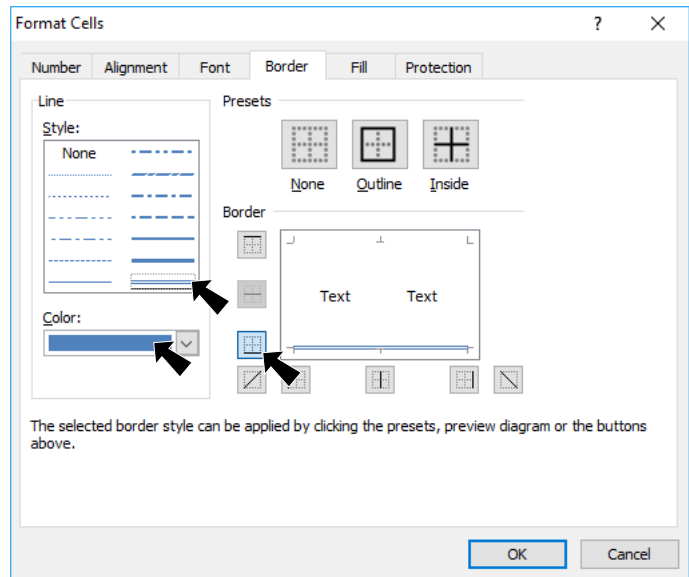 Format Cells ?
Number Alignment Font Border Fill Protection
Line
Style:
None
Color:
Presets
None Outline Inside
Border
Text Text
The selected border style can be applied by clicking the presets, preview diagram or the buttons
above.
OK Cancel